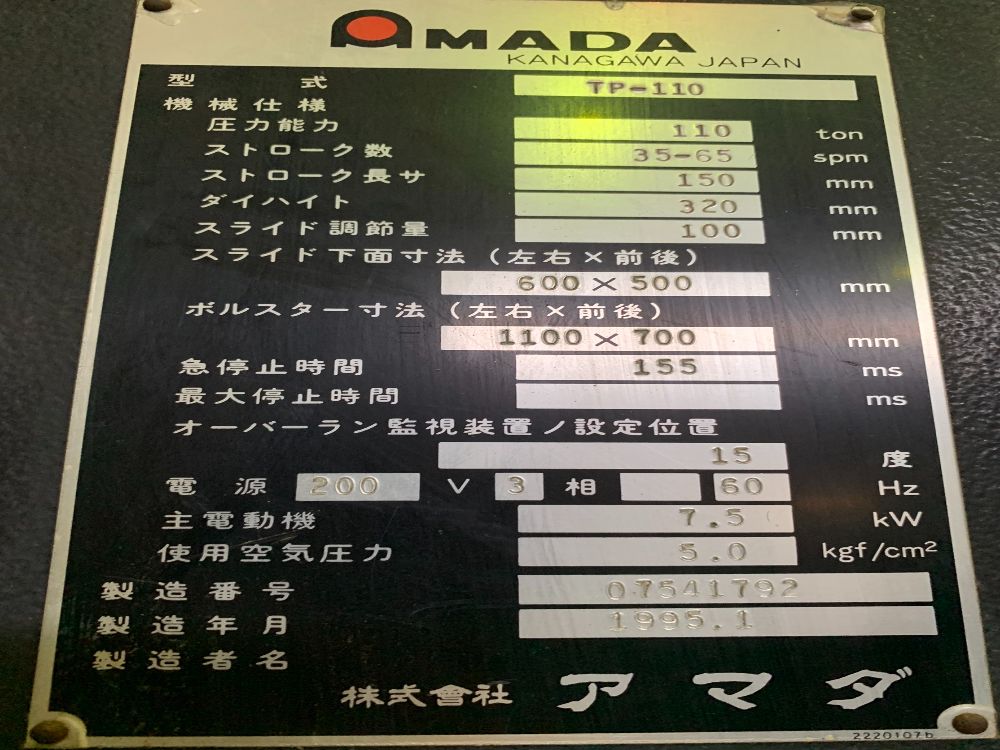 AMADA
KANAGAWA JAPAN
型式 TP-110
機械仕様
圧力能力 110 ton
ストローク数 35-65 spm
ストローク長サ 150 mm
ダイハイト 320 mm
スライド調節量 100 mm
スライド下面寸法(左右×前後)
600×500 mm
ボルスター寸法(左右×前後)
1100×700 mm
急停止時間 155 ms
最大停止時間 ms
オーバーラン監視装置ノ設定位置
15 度
電源 200 V 3 相 60 Hz
主電動機 7.5 kW
使用空気圧力 5.0 kgf/cm²
製造番号 07541792
製造年月 1995.1
製造者名
株式會社 アマダ
2220107b